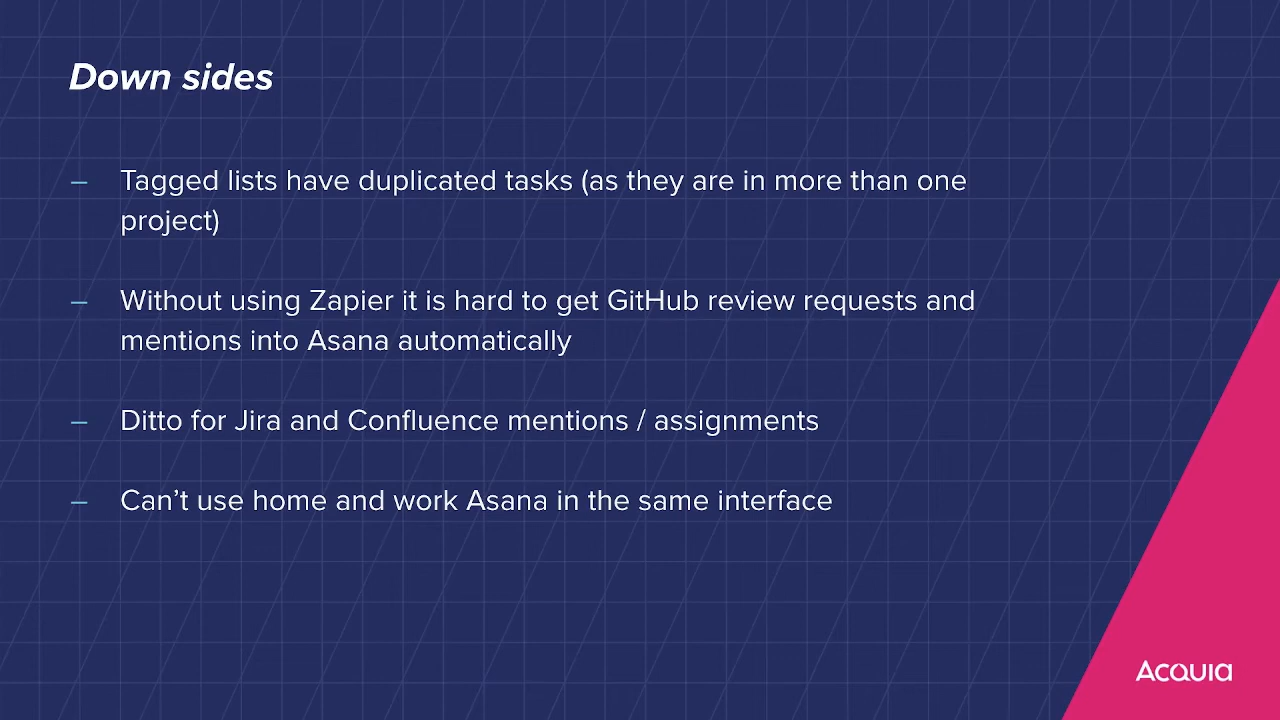 Down sides
– Tagged lists have duplicated tasks (as they are in more than one
project)
– Without using Zapier it is hard to get GitHub review requests and
mentions into Asana automatically
– Ditto for Jira and Confluence mentions / assignments
– Can’t use home and work Asana in the same interface
Acquia